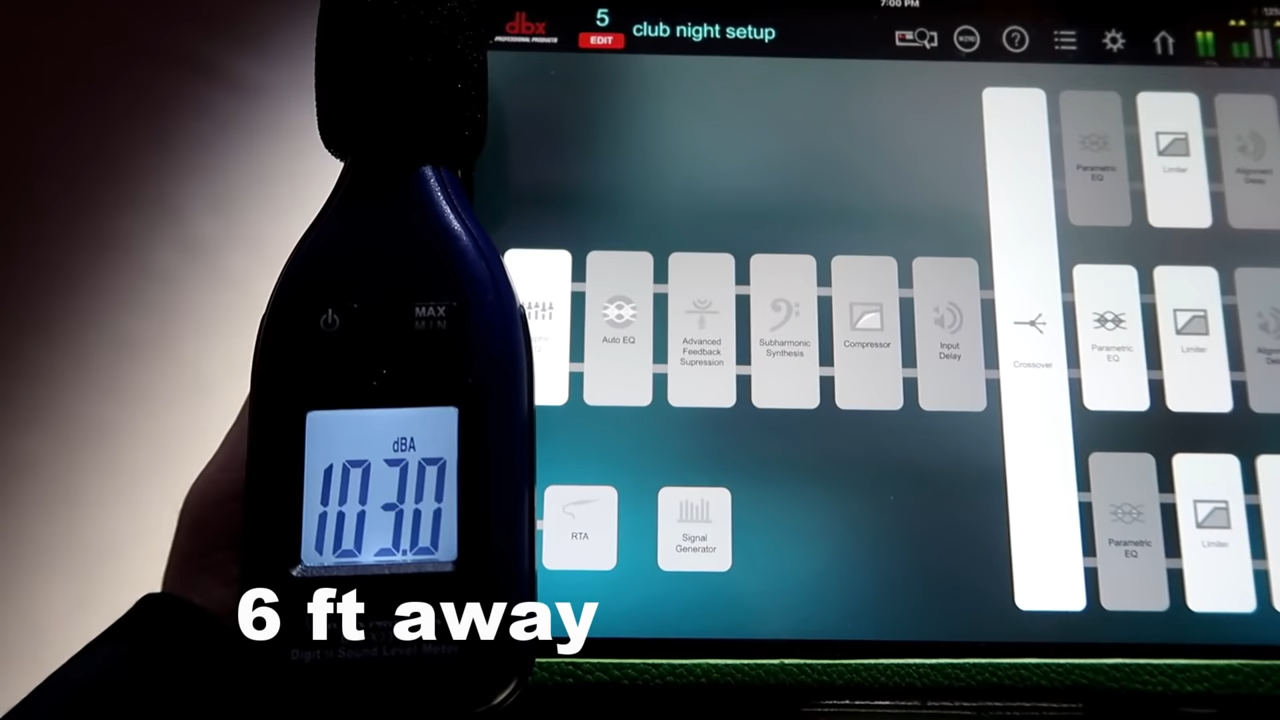 7:00 PM
dbx
PROFESSIONAL PRODUCTS
5
EDIT
club night setup
?
Parametric
EQ
Limiter
Alignment
Delay
MAX
MIN
Auto EQ
Advanced
Feedback
Supression
Subharmonic
Synthesis
Compressor
Input
Delay
Crossover
Parametric
EQ
Limiter
dBA
103.0
RTA
Signal
Generator
Parametric
EQ
Limiter
6 ft away
Digital Sound Level Meter